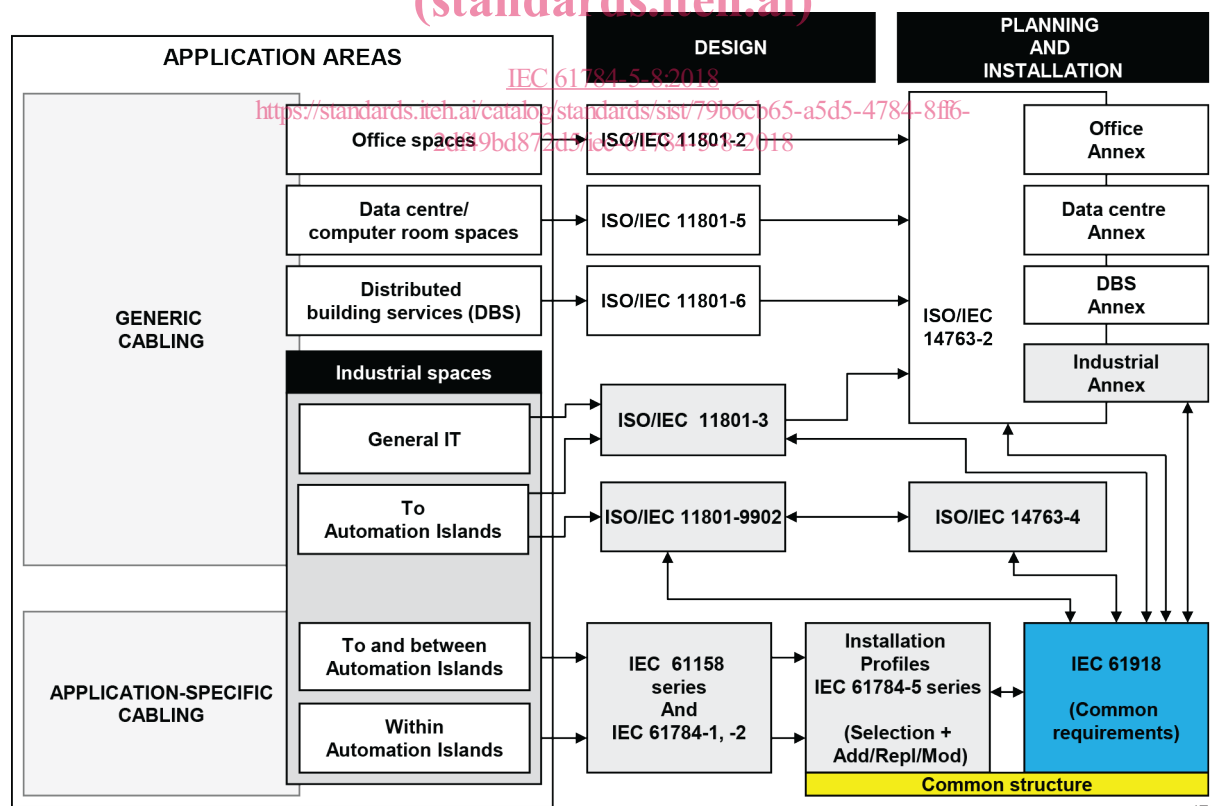 (standards.iteh.ai)
APPLICATION AREAS
DESIGN
PLANNING
AND
INSTALLATION
IEC 61784-5-8:2018
https://standards.iteh.ai/catalog/standards/sist/79b6cb65-a5d5-4784-8ff6-
2df49bd872d5/iec-61784-5-8-2018
Office spaces
ISO/IEC 11801-2
Office
Annex
Data centre/
computer room spaces
ISO/IEC 11801-5
Data centre
Annex
Distributed
building services (DBS)
ISO/IEC 11801-6
DBS
Annex
GENERIC
CABLING
ISO/IEC
14763-2
Industrial spaces
Industrial
Annex
General IT
ISO/IEC 11801-3
To
Automation Islands
ISO/IEC 11801-9902
ISO/IEC 14763-4
To and between
Automation Islands
IEC 61158
series
And
IEC 61784-1, -2
Installation
Profiles
IEC 61784-5 series
(Selection +
Add/Repl/Mod)
IEC 61918
(Common
requirements)
APPLICATION-SPECIFIC
CABLING
Within
Automation Islands
Common structure